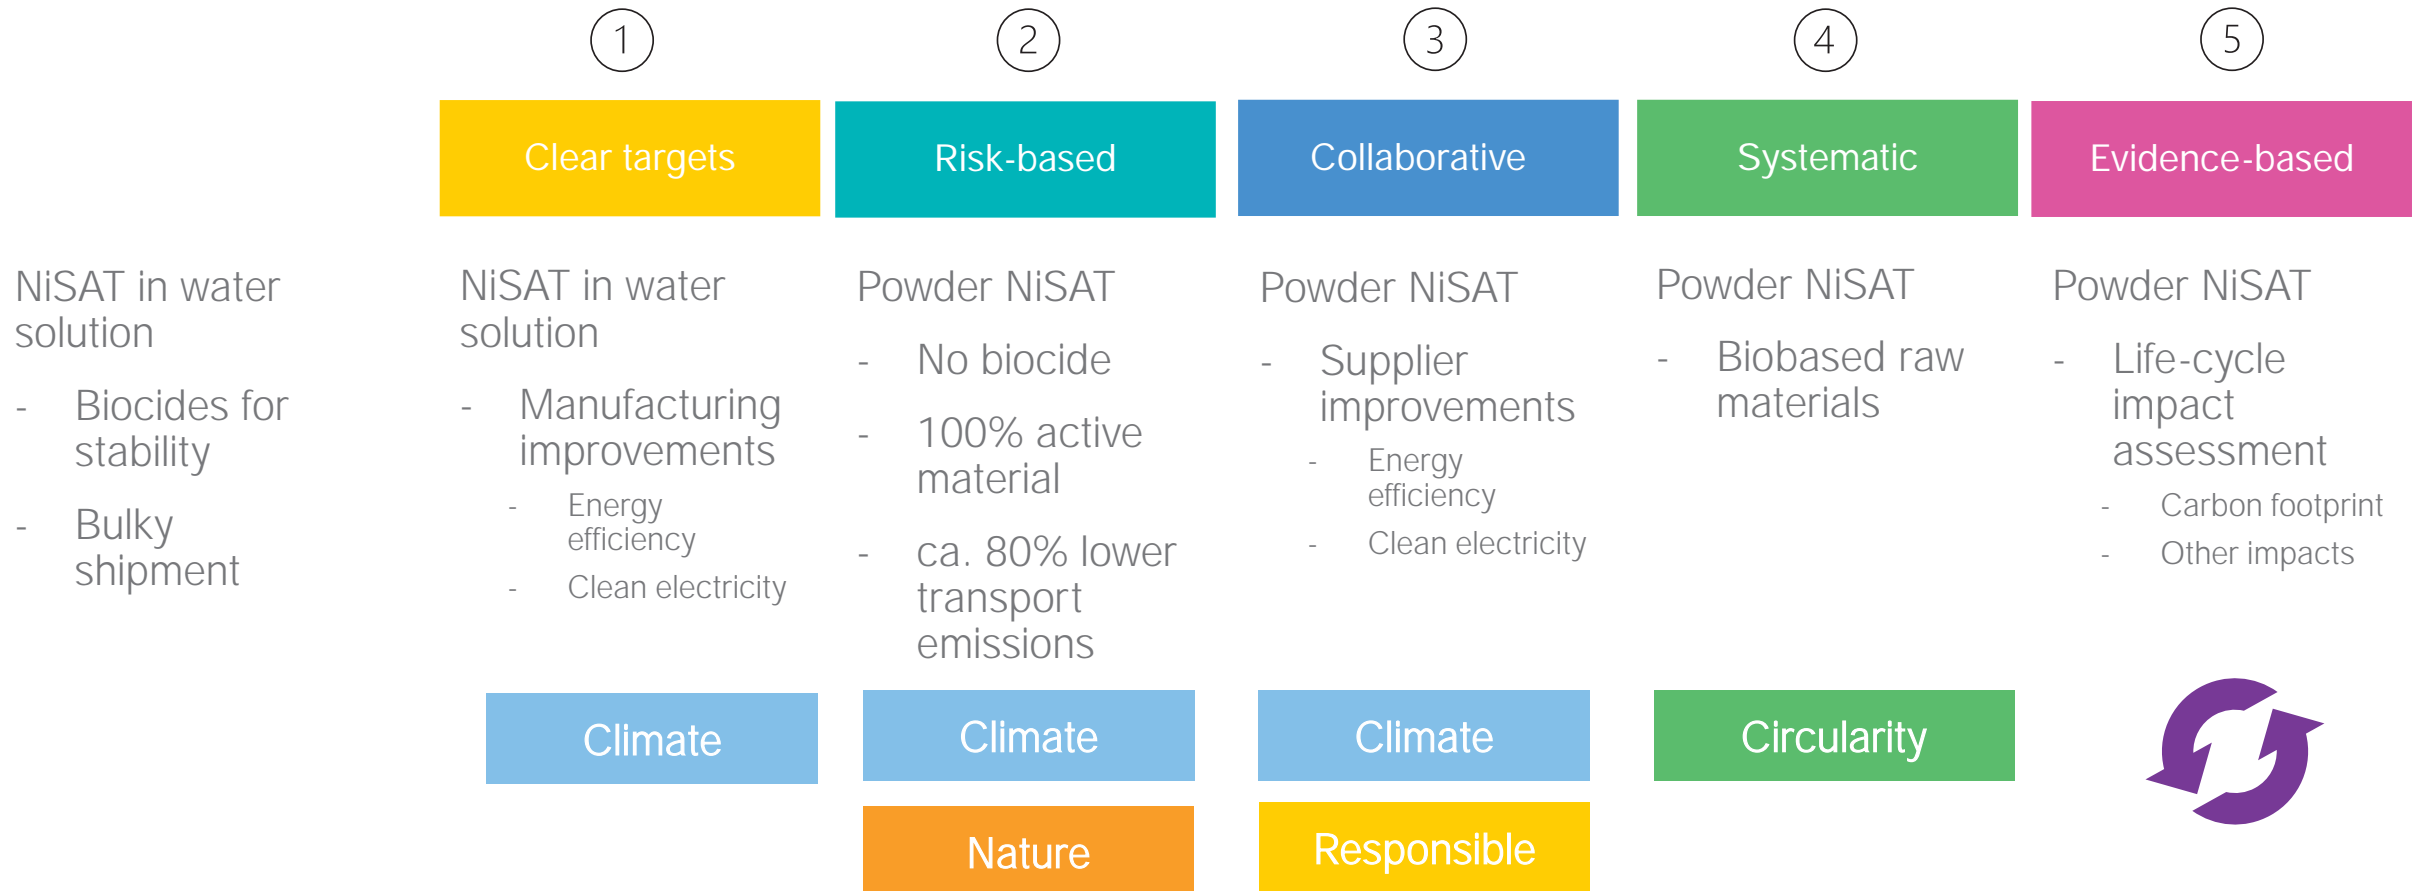 1
2
3
4
5
Clear targets
Risk-based
Collaborative
Systematic
Evidence-based
NiSAT in water
solution
- Biocides for
stability
- Bulky
shipment
NiSAT in water
solution
- Manufacturing
improvements
- Energy
efficiency
- Clean electricity
Climate
Powder NiSAT
- No biocide
- 100% active
material
- ca. 80% lower
transport
emissions
Climate
Nature
Powder NiSAT
- Supplier
improvements
- Energy
efficiency
- Clean electricity
Climate
Responsible
Powder NiSAT
- Biobased raw
materials
Circularity
Powder NiSAT
- Life-cycle
impact
assessment
- Carbon footprint
- Other impacts